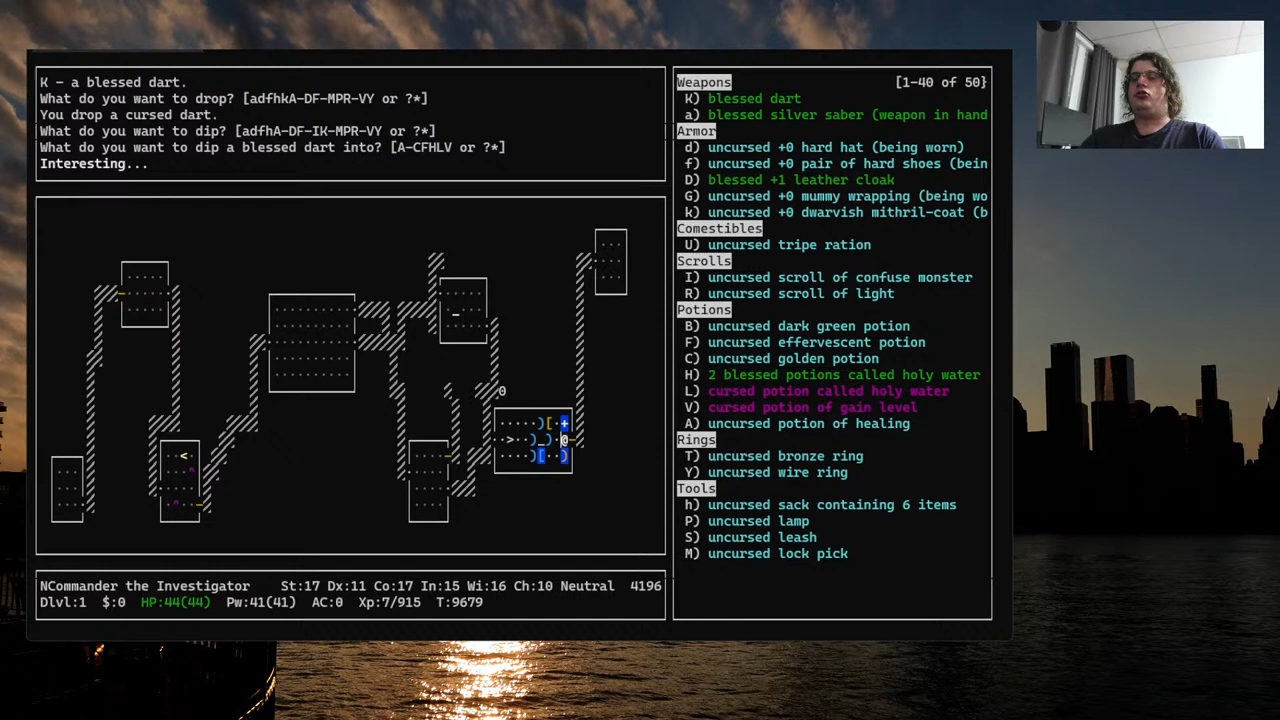 K - a blessed dart.
What do you want to drop? [adfhkA-DF-MPR-VY or ?*]
You drop a cursed dart.
What do you want to dip? [adfhA-DF-IK-MPR-VY or ?*]
What do you want to dip a blessed dart into? [A-CFHLV or ?*]
Interesting...
NCommander the Investigator St:17 Dx:11 Co:17 In:15 Wi:16 Ch:10 Neutral 4196
Dlvl:1 $:0 HP:44(44) Pw:41(41) AC:0 Xp:7/915 T:9679
Weapons [1-40 of 50}
K) blessed dart
a) blessed silver saber (weapon in hand
Armor
d) uncursed +0 hard hat (being worn)
f) uncursed +0 pair of hard shoes (bein
D) blessed +1 leather cloak
G) uncursed +0 mummy wrapping (being wo
k) uncursed +0 dwarvish mithril-coat (b
Comestibles
U) uncursed tripe ration
Scrolls
I) uncursed scroll of confuse monster
R) uncursed scroll of light
Potions
B) uncursed dark green potion
F) uncursed effervescent potion
C) uncursed golden potion
H) 2 blessed potions called holy water
L) cursed potion called holy water
V) cursed potion of gain level
A) uncursed potion of healing
Rings
T) uncursed bronze ring
Y) uncursed wire ring
Tools
h) uncursed sack containing 6 items
P) uncursed lamp
S) uncursed leash
M) uncursed lock pick